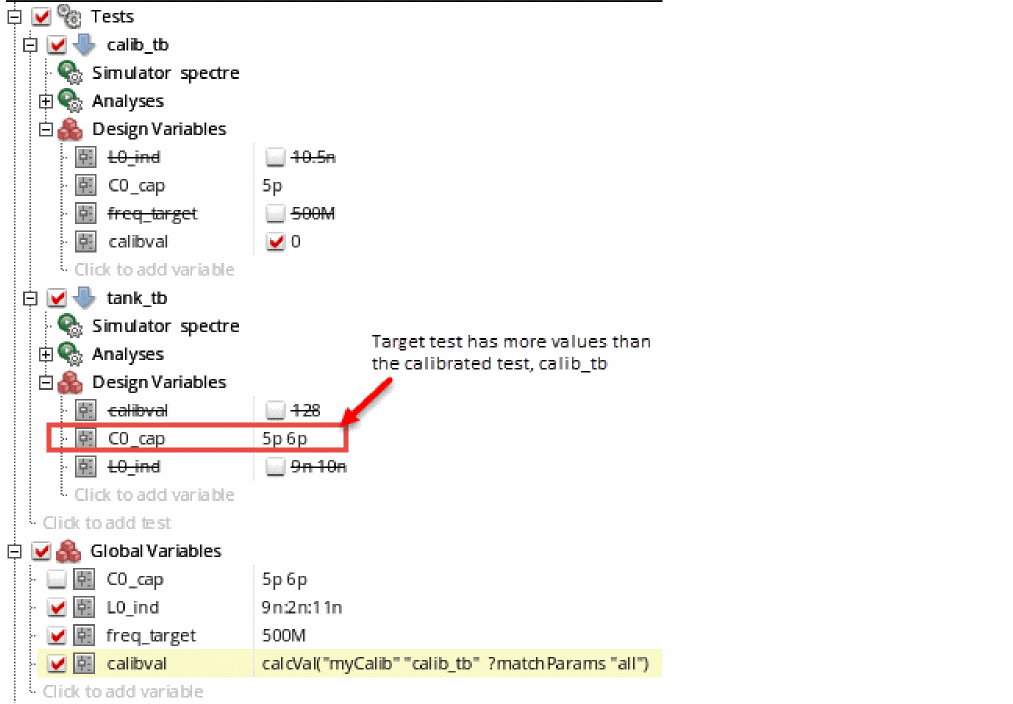 Tests
calib_tb
Simulator spectre
Analyses
Design Variables
L0_ind 10.5n
C0_cap 5p
freq_target 500M
calibval 0
Click to add variable
tank_tb
Simulator spectre
Analyses
Target test has more values than
the calibrated test, calib_tb
Design Variables
calibval 128
C0_cap 5p 6p
L0_ind 9n 10n
Click to add variable
Click to add test
Global Variables
C0_cap 5p 6p
L0_ind 9n:2n:11n
freq_target 500M
calibval calcVal("myCalib" "calib_tb" ?matchParams "all")
Click to add variable